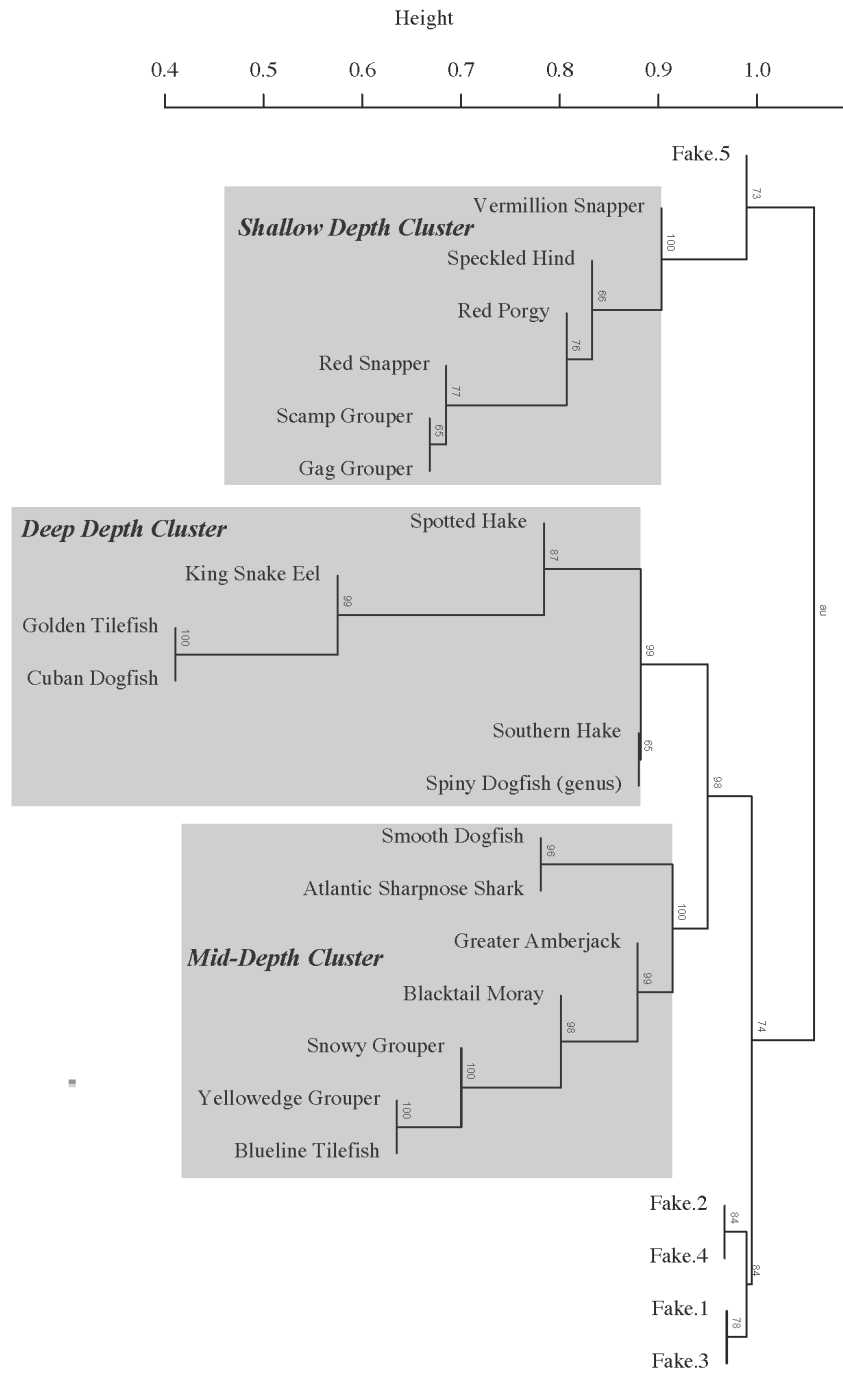 Height
0.4 0.5 0.6 0.7 0.8 0.9 1.0
Fake.5
73
Vermillion Snapper
Shallow Depth Cluster
100
Speckled Hind
66
Red Porgy
76
Red Snapper
77
Scamp Grouper
65
Gag Grouper
Spotted Hake
Deep Depth Cluster
87
King Snake Eel
99
Golden Tilefish
100
au
99
Cuban Dogfish
Southern Hake
65
Spiny Dogfish (genus)
98
Smooth Dogfish
96
Atlantic Sharpnose Shark
100
Greater Amberjack
Mid-Depth Cluster
99
Blacktail Moray
98
74
Snowy Grouper
100
Yellowedge Grouper
100
Blueline Tilefish
Fake.2
84
Fake.4
84
Fake.1
78
Fake.3